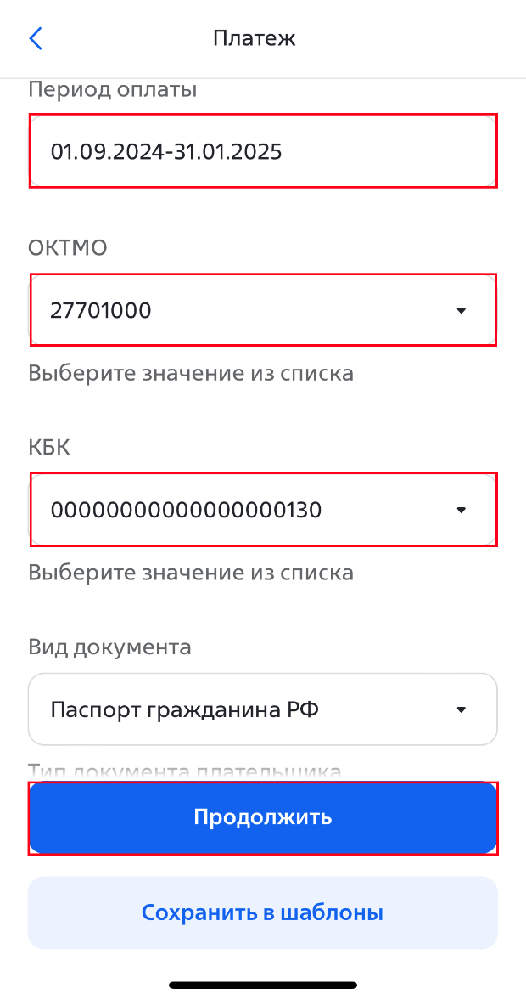 Платеж
Период оплаты
01.09.2024-31.01.2025
ОКТМО
27701000
Выберите значение из списка
КБК
00000000000000000130
Выберите значение из списка
Вид документа
Паспорт гражданина РФ
Тип документа плательщика
Продолжить
Сохранить в шаблоны